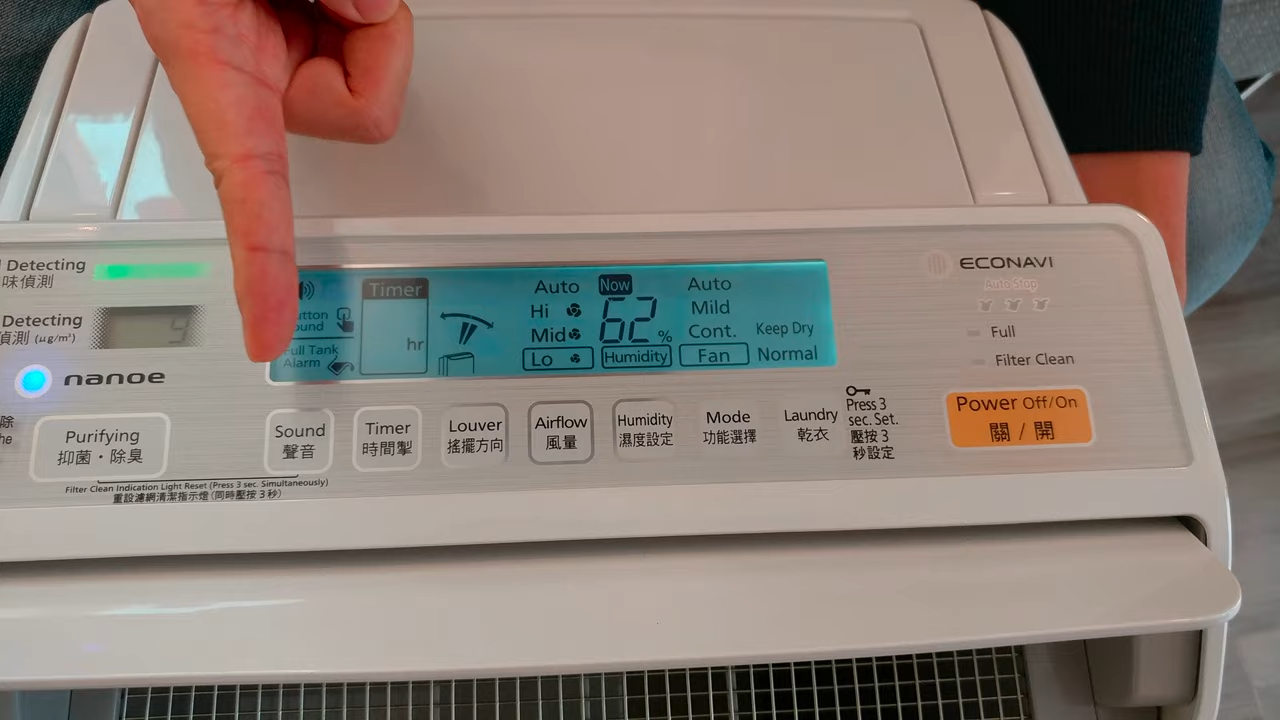 Detecting
味偵測
Detecting
偵測 (μg/m³)
9
nanoe
Purifying
抑菌・除臭
Full Tank
Alarm
Timer
hr
Auto
Hi
Mid
Lo
Now
62%
Humidity
Auto
Mild
Cont.
Fan
Keep Dry
Normal
ECONAVI
Auto Stop
Full
Filter Clean
Sound
聲音
Timer
時間掣
Louver
搖擺方向
Airflow
風量
Humidity
濕度設定
Mode
功能選擇
Laundry
乾衣
Press 3
sec. Set.
壓按 3
秒設定
Power Off/On
關 / 開
Filter Clean Indication Light Reset (Press 3 sec. Simultaneously)
重設濾網清潔指示燈 (同時壓按 3 秒)